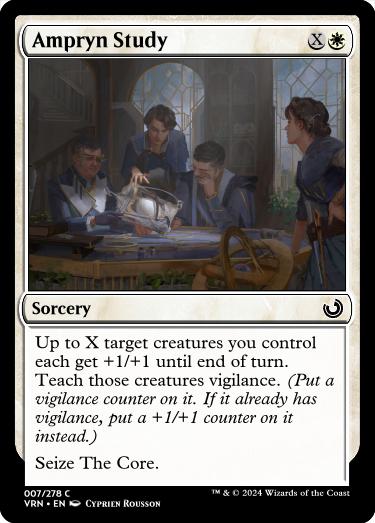 Ampryn Study
X
Sorcery
Up to X target creatures you control
each get +1/+1 until end of turn.
Teach those creatures vigilance. (Put a
vigilance counter on it. If it already has
vigilance, put a +1/+1 counter on it
instead.)
Seize The Core.
007/278 C
VRN • EN Cyprien Rousson
™ & © 2024 Wizards of the Coast